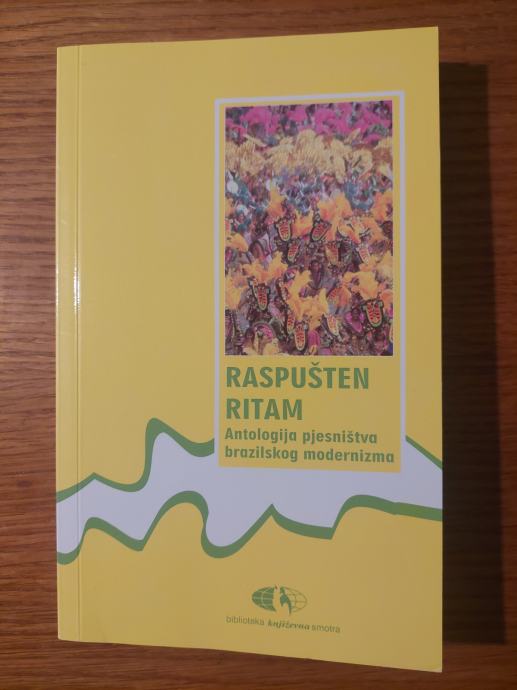 RASPUŠTEN
RITAM
Antologija pjesništva
brazilskog modernizma
biblioteka književna smotra